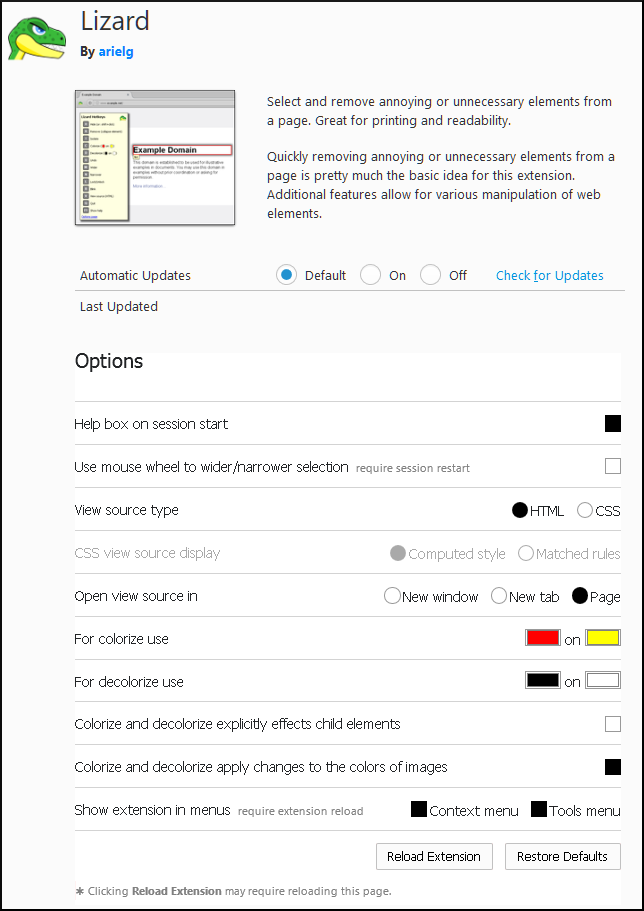 Lizard
By arielg
Select and remove annoying or unnecessary elements from
a page. Great for printing and readability.
Quickly removing annoying or unnecessary elements from a
page is pretty much the basic idea for this extension.
Additional features allow for various manipulation of web
elements.
Example Domain
Automatic Updates Default On Off Check for Updates
Last Updated
Options
Help box on session start
Use mouse wheel to wider/narrower selection require session restart
View source type HTML CSS
CSS view source display Computed style Matched rules
Open view source in New window New tab Page
For colorize use on
For decolorize use on
Colorize and decolorize explicitly effects child elements
Colorize and decolorize apply changes to the colors of images
Show extension in menus require extension reload Context menu Tools menu
Reload Extension Restore Defaults
✱ Clicking Reload Extension may require reloading this page.